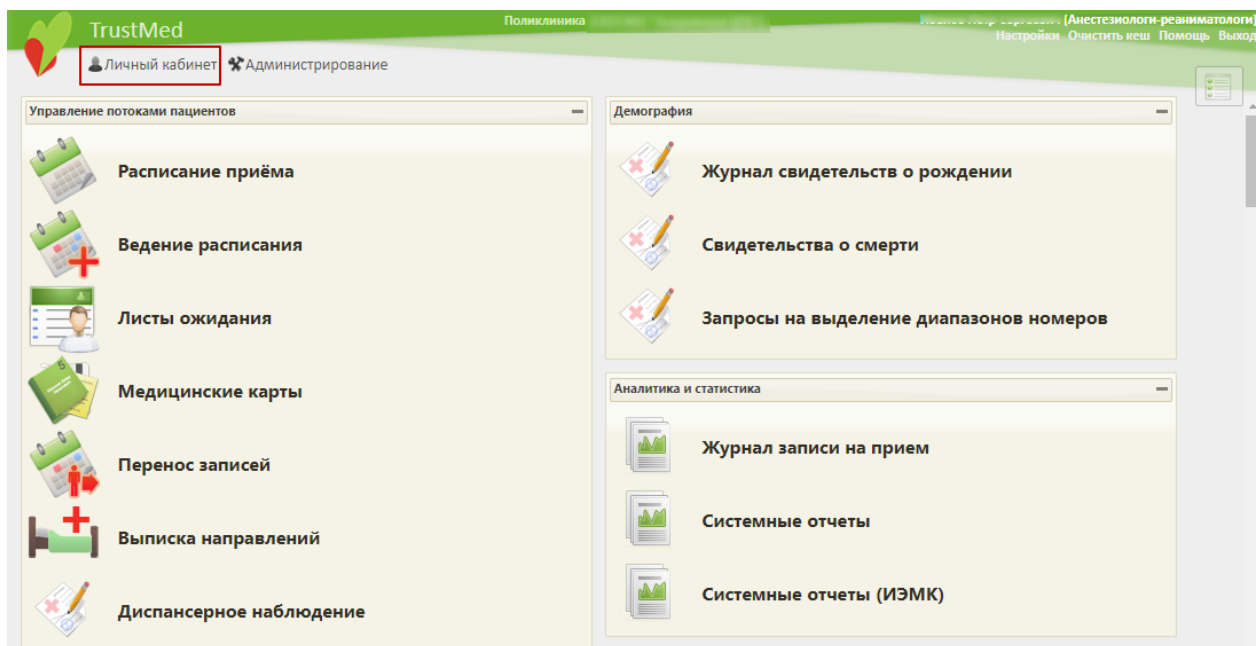 TrustMed
Поликлиника
(Анестезиологи-реаниматологи)
Настройки Очистить кеш Помощь Выход
Личный кабинет Администрирование
Управление потоками пациентов
Расписание приёма
Ведение расписания
Листы ожидания
Медицинские карты
Перенос записей
Выписка направлений
Диспансерное наблюдение
Демография
Журнал свидетельств о рождении
Свидетельства о смерти
Запросы на выделение диапазонов номеров
Аналитика и статистика
Журнал записи на прием
Системные отчеты
Системные отчеты (ИЭМК)